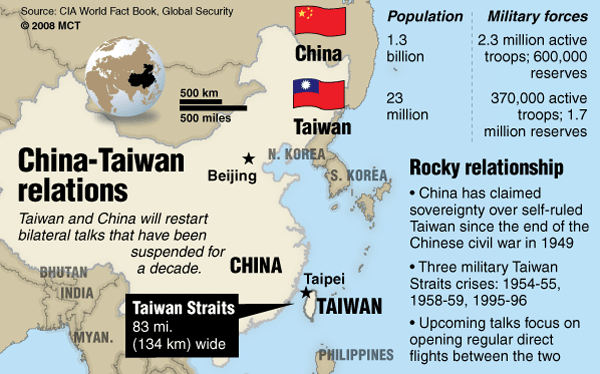 Source: CIA World Fact Book, Global Security
© 2008 MCT
500 km
500 miles
China-Taiwan
relations
Taiwan and China will restart
bilateral talks that have been
suspended for
a decade.
China
Taiwan
Population
Military forces
1.3
billion
2.3 million active
troops; 600,000
reserves
23
million
370,000 active
troops; 1.7
million reserves
N. KOREA
S. KOREA
Beijing
CHINA
BHUTAN
INDIA
MYAN.
Taipei
TAIWAN
PHILIPPINES
Taiwan Straits
83 mi.
(134 km) wide
Rocky relationship
• China has claimed
sovereignty over self-ruled
Taiwan since the end of the
Chinese civil war in 1949
• Three military Taiwan
Straits crises: 1954-55,
1958-59, 1995-96
• Upcoming talks focus on
opening regular direct
flights between the two